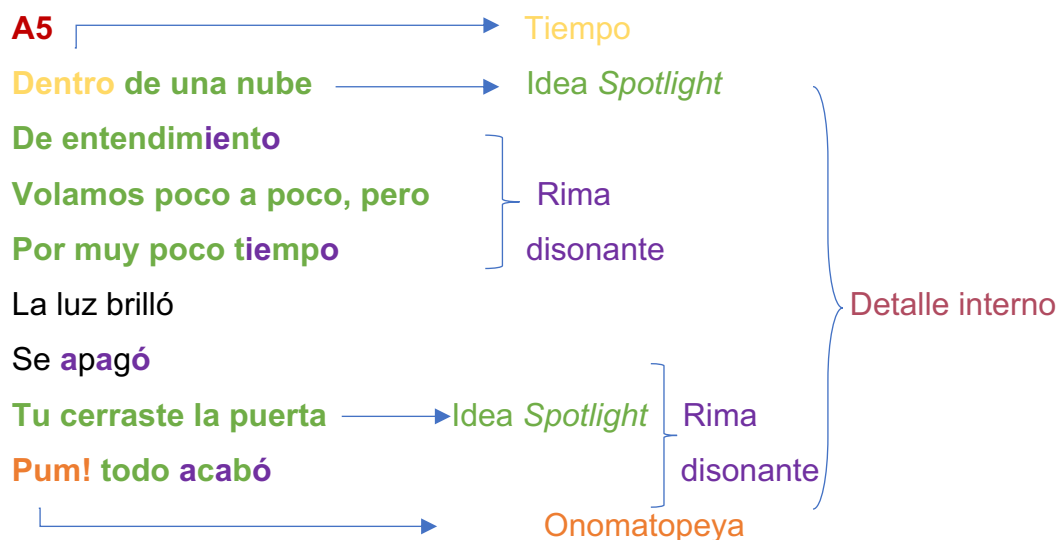 A5 Tiempo
Dentro de una nube Idea Spotlight
De entendimiento
Volamos poco a poco, pero Rima
Por muy poco tiempo disonante
La luz brilló Detalle interno
Se apagó
Tu cerraste la puerta Idea Spotlight Rima
Pum! todo acabó disonante
Onomatopeya